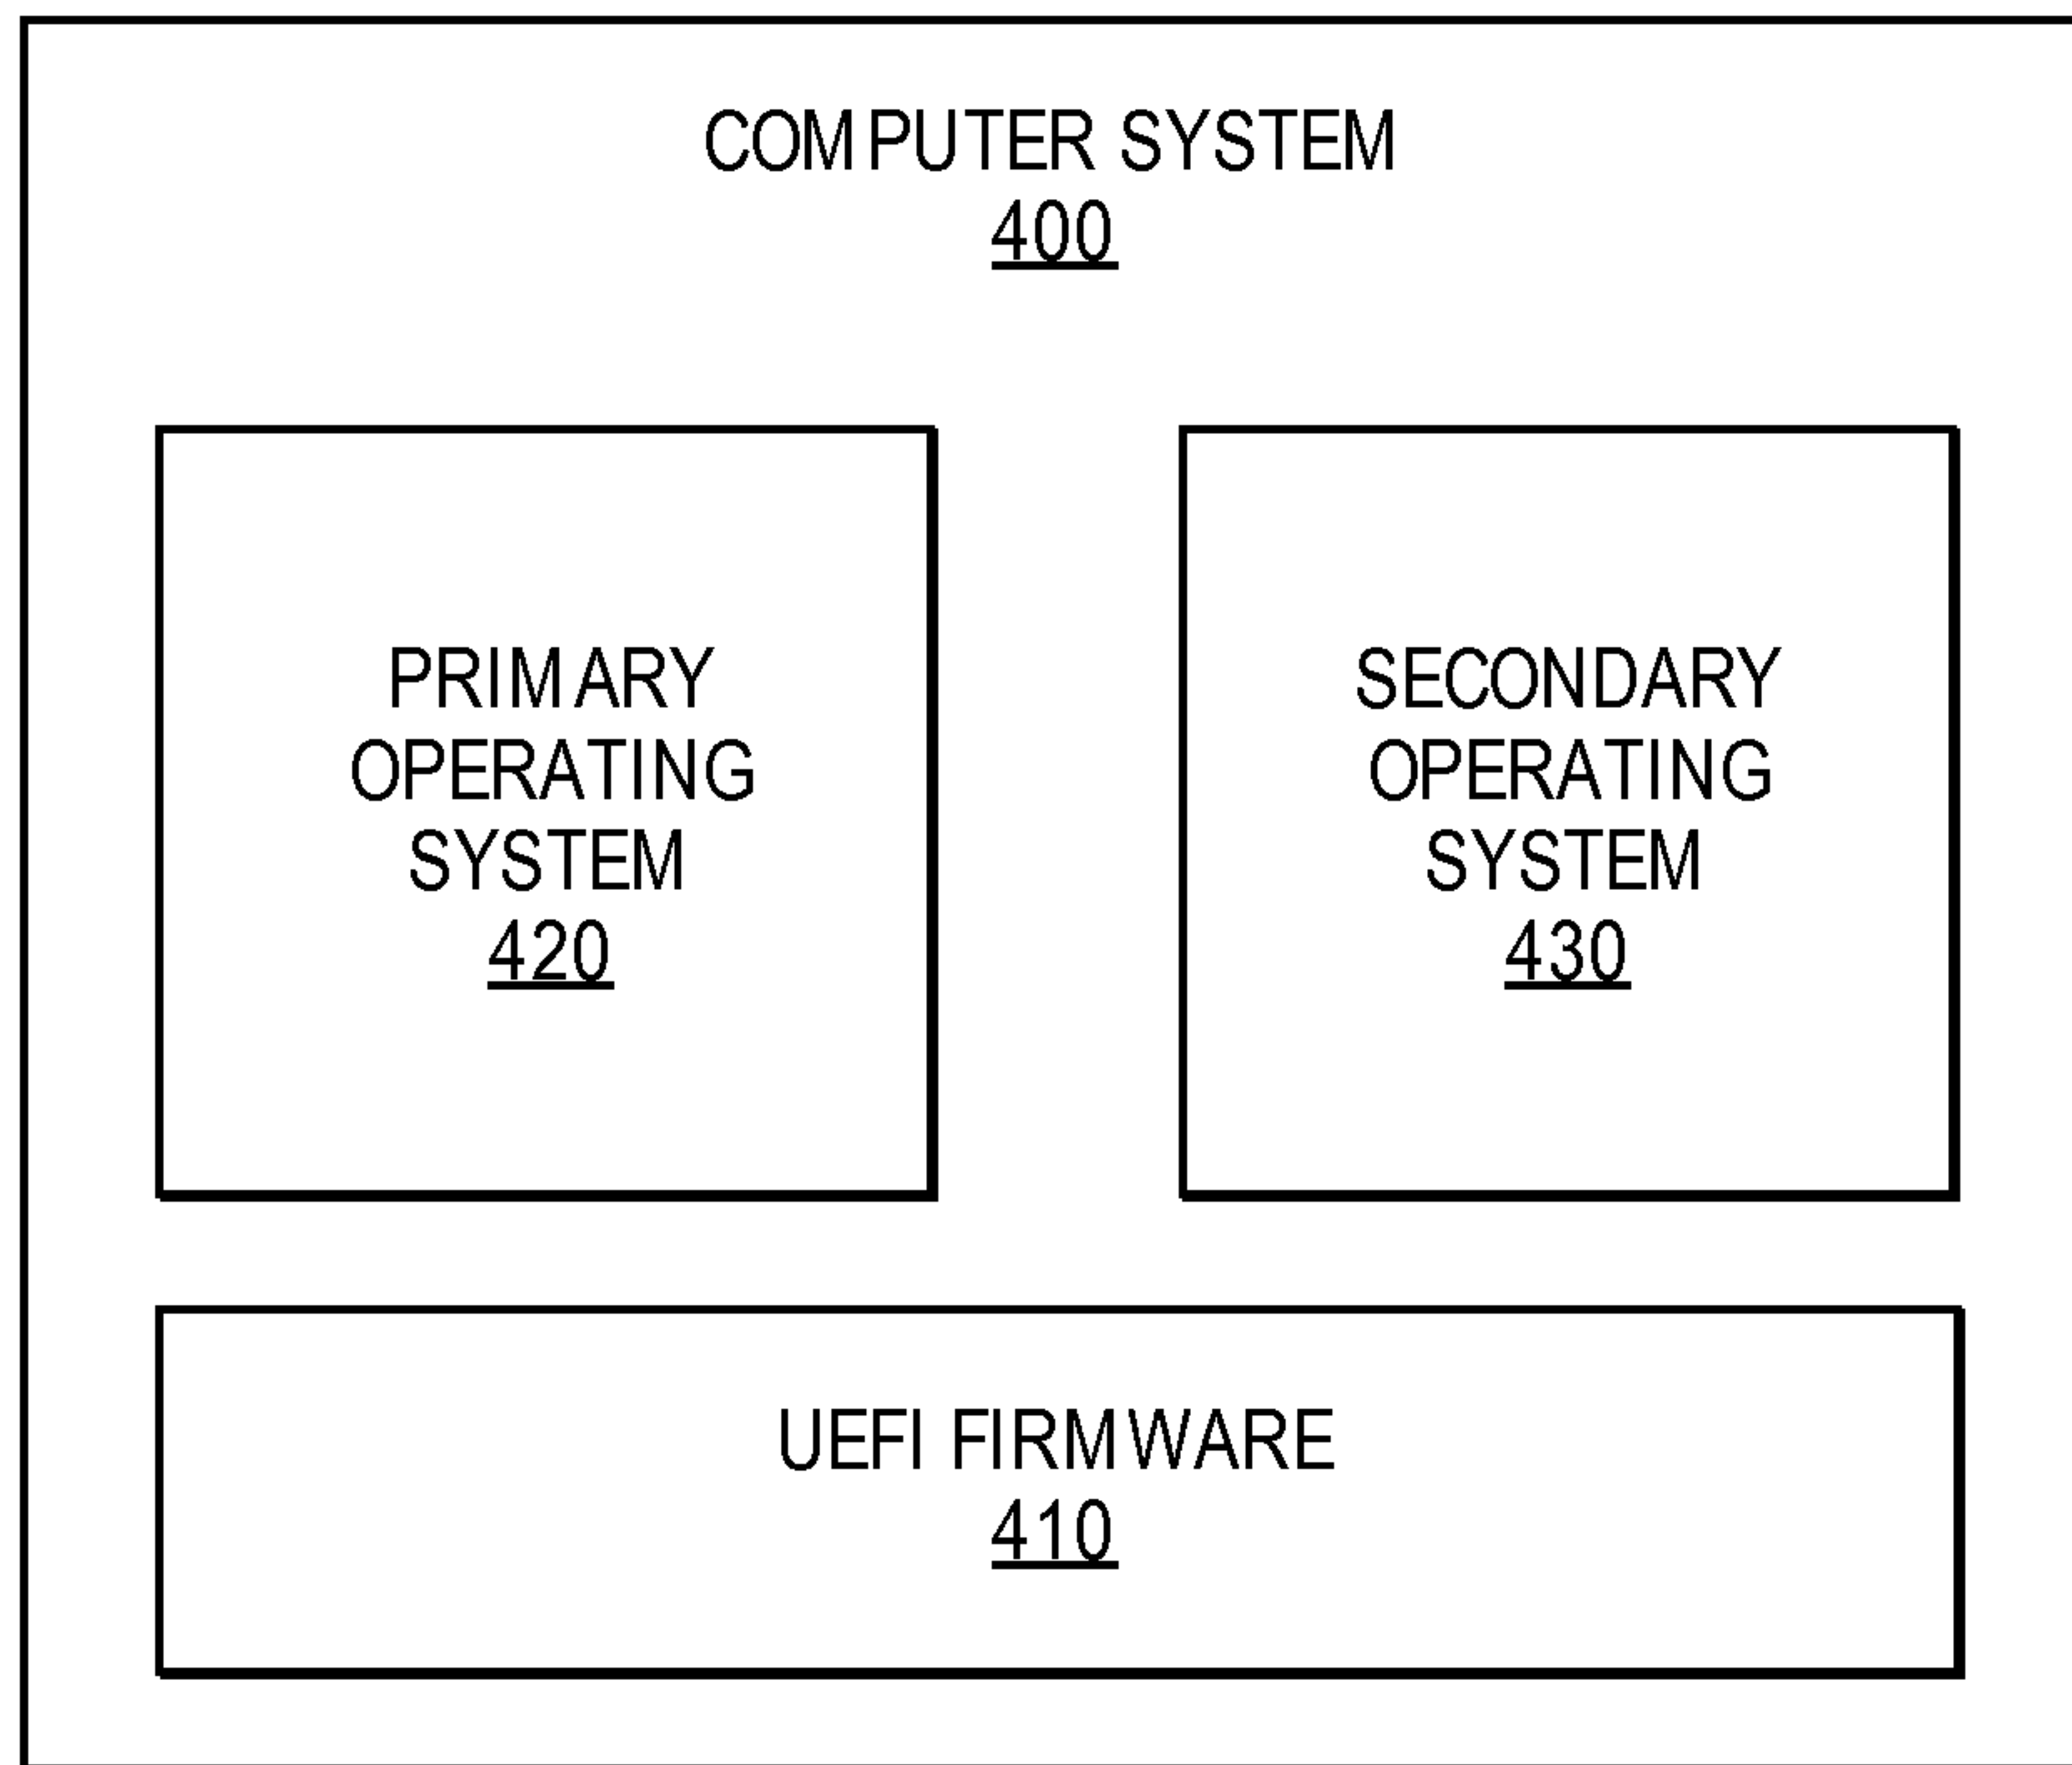 COMPUTER SYSTEM
400
PRIMARY
OPERATING
SYSTEM
420
SECONDARY
OPERATING
SYSTEM
430
UEFI FIRMWARE
410